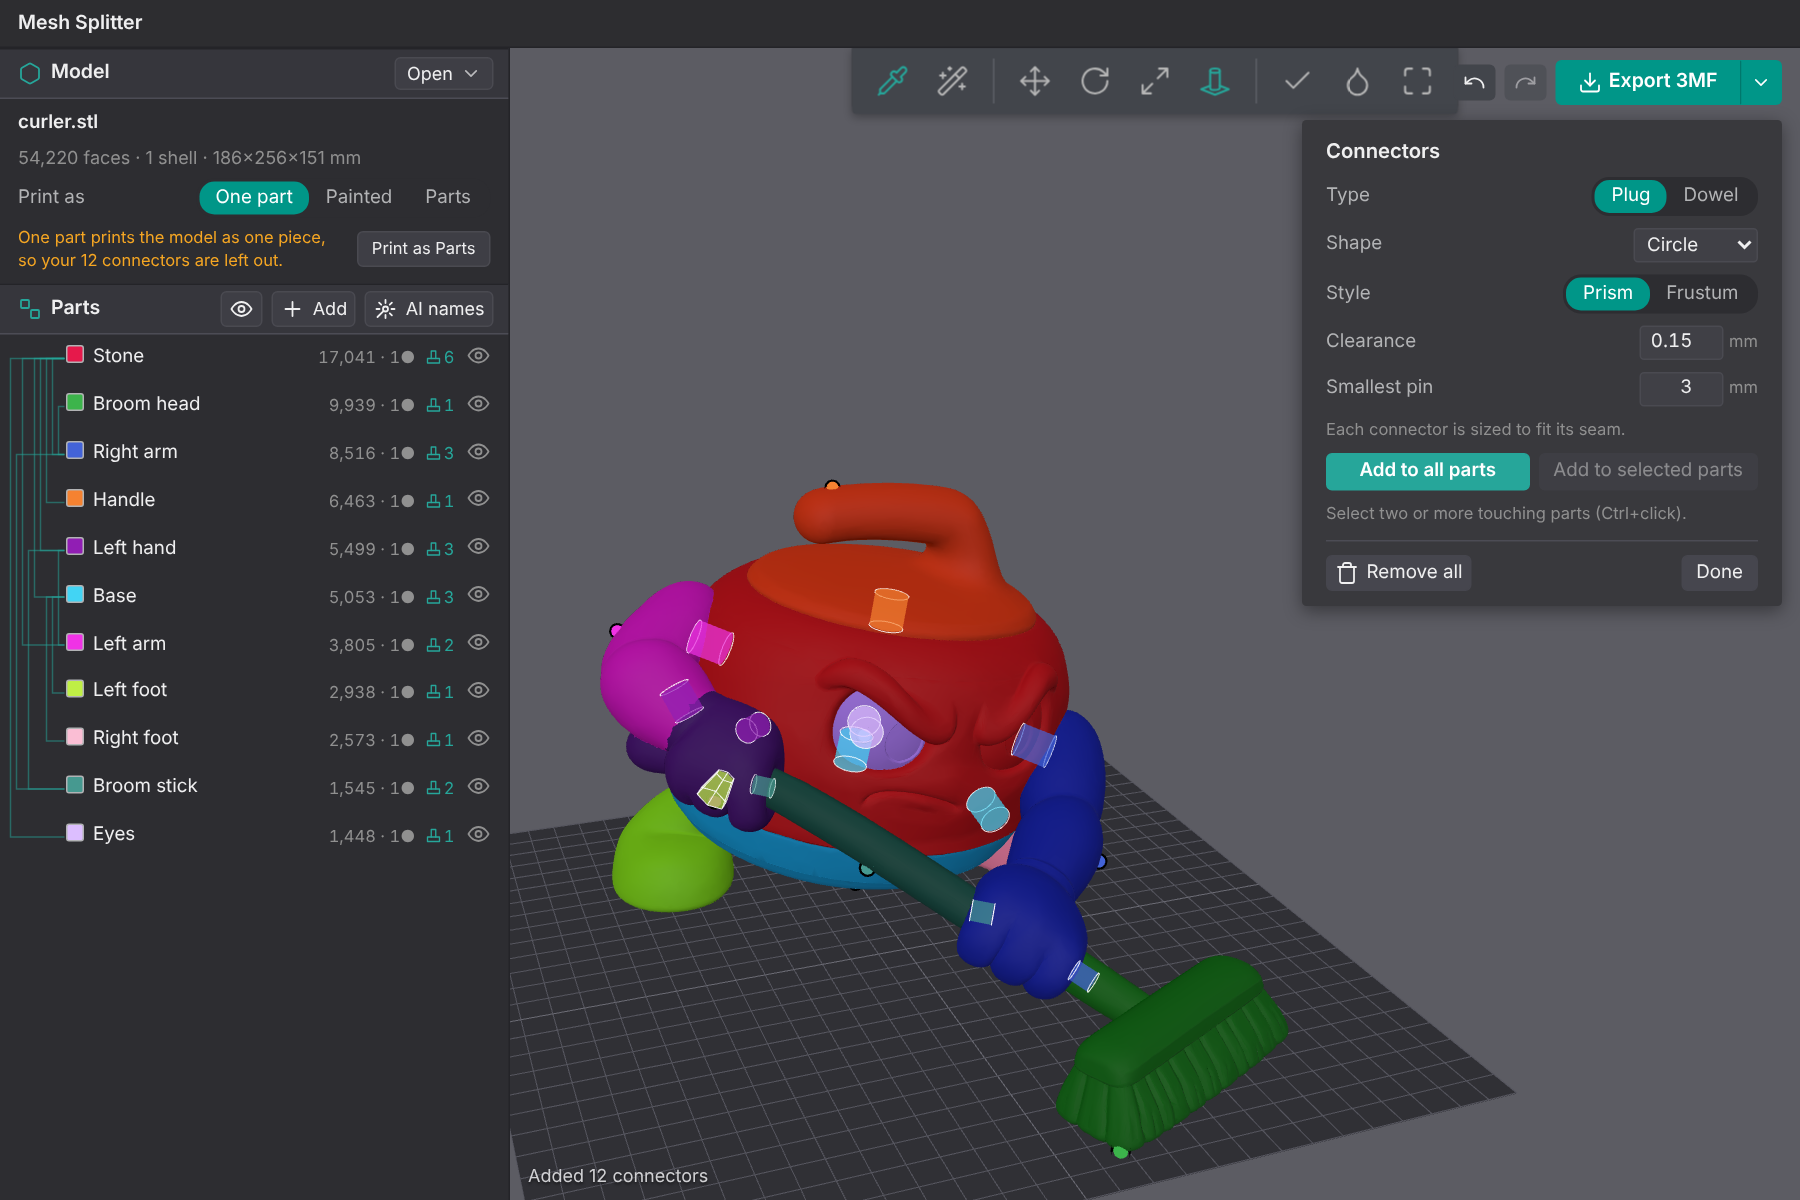 Mesh Splitter
Model
Open
curler.stl
54,220 faces · 1 shell · 186×256×151 mm
Print as
One part
Painted
Parts
One part prints the model as one piece,
so your 12 connectors are left out.
Print as Parts
Parts
Add
AI names
Stone 17,041 · 1 6
Broom head 9,939 · 1 1
Right arm 8,516 · 1 3
Handle 6,463 · 1 1
Left hand 5,499 · 1 3
Base 5,053 · 1 3
Left arm 3,805 · 1 2
Left foot 2,938 · 1 1
Right foot 2,573 · 1 1
Broom stick 1,545 · 1 2
Eyes 1,448 · 1 1
Export 3MF
Connectors
Type Plug Dowel
Shape Circle
Style Prism Frustum
Clearance 0.15 mm
Smallest pin 3 mm
Each connector is sized to fit its seam.
Add to all parts
Add to selected parts
Select two or more touching parts (Ctrl+click).
Remove all
Done
Added 12 connectors